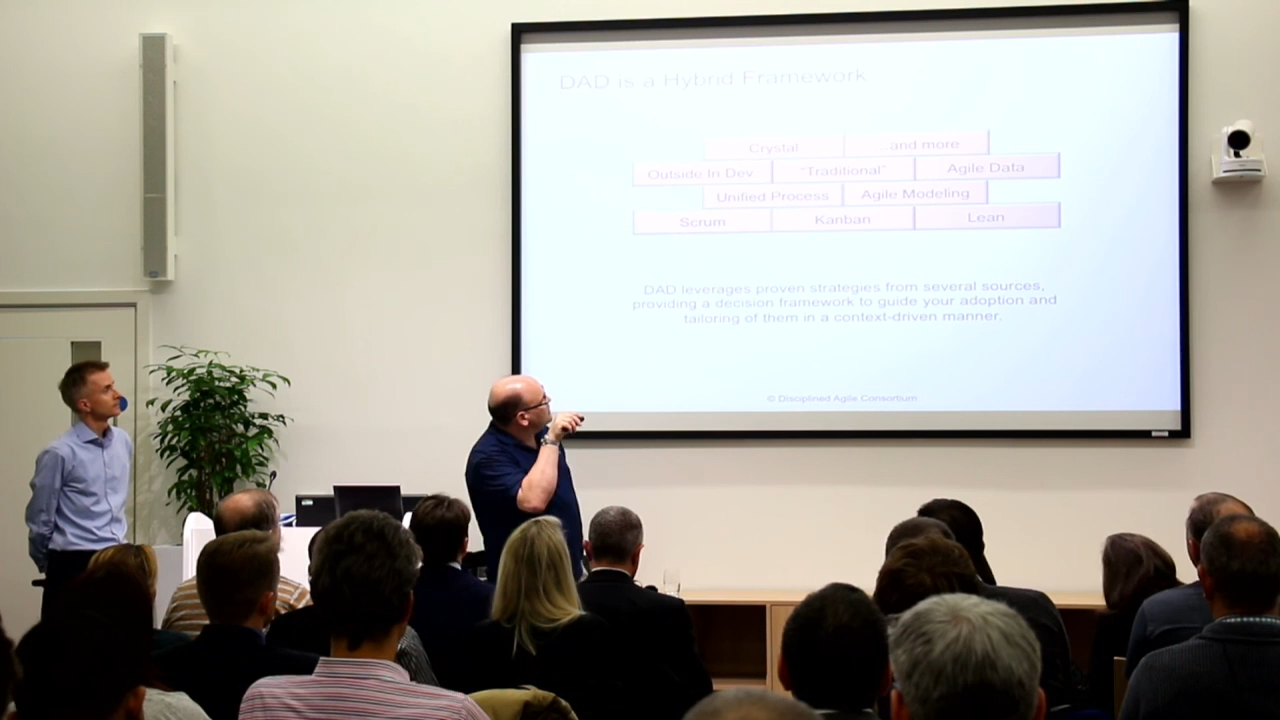 DAD is a Hybrid Framework
Crystal
...and more
Outside In Dev.
"Traditional"
Agile Data
Unified Process
Agile Modeling
Scrum
Kanban
Lean
DAD leverages proven strategies from several sources,
providing a decision framework to guide your adoption and
tailoring of them in a context-driven manner.
© Disciplined Agile Consortium